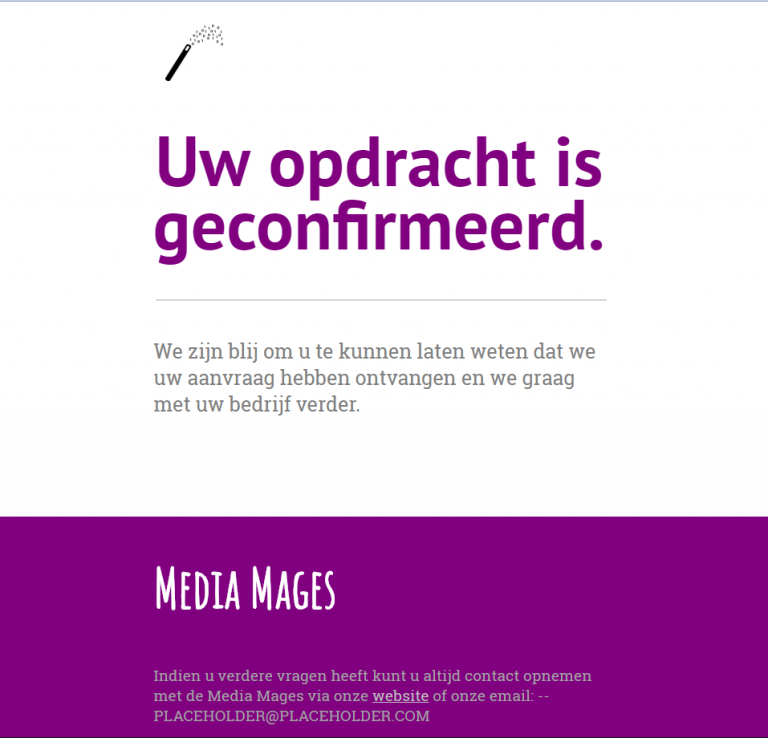 Uw opdracht is
geconfirmeerd.
We zijn blij om u te kunnen laten weten dat we
uw aanvraag hebben ontvangen en we graag
met uw bedrijf verder.
Media Mages
Indien u verdere vragen heeft kunt u altijd contact opnemen
met de Media Mages via onze website of onze email: --
PLACEHOLDER@PLACEHOLDER.COM